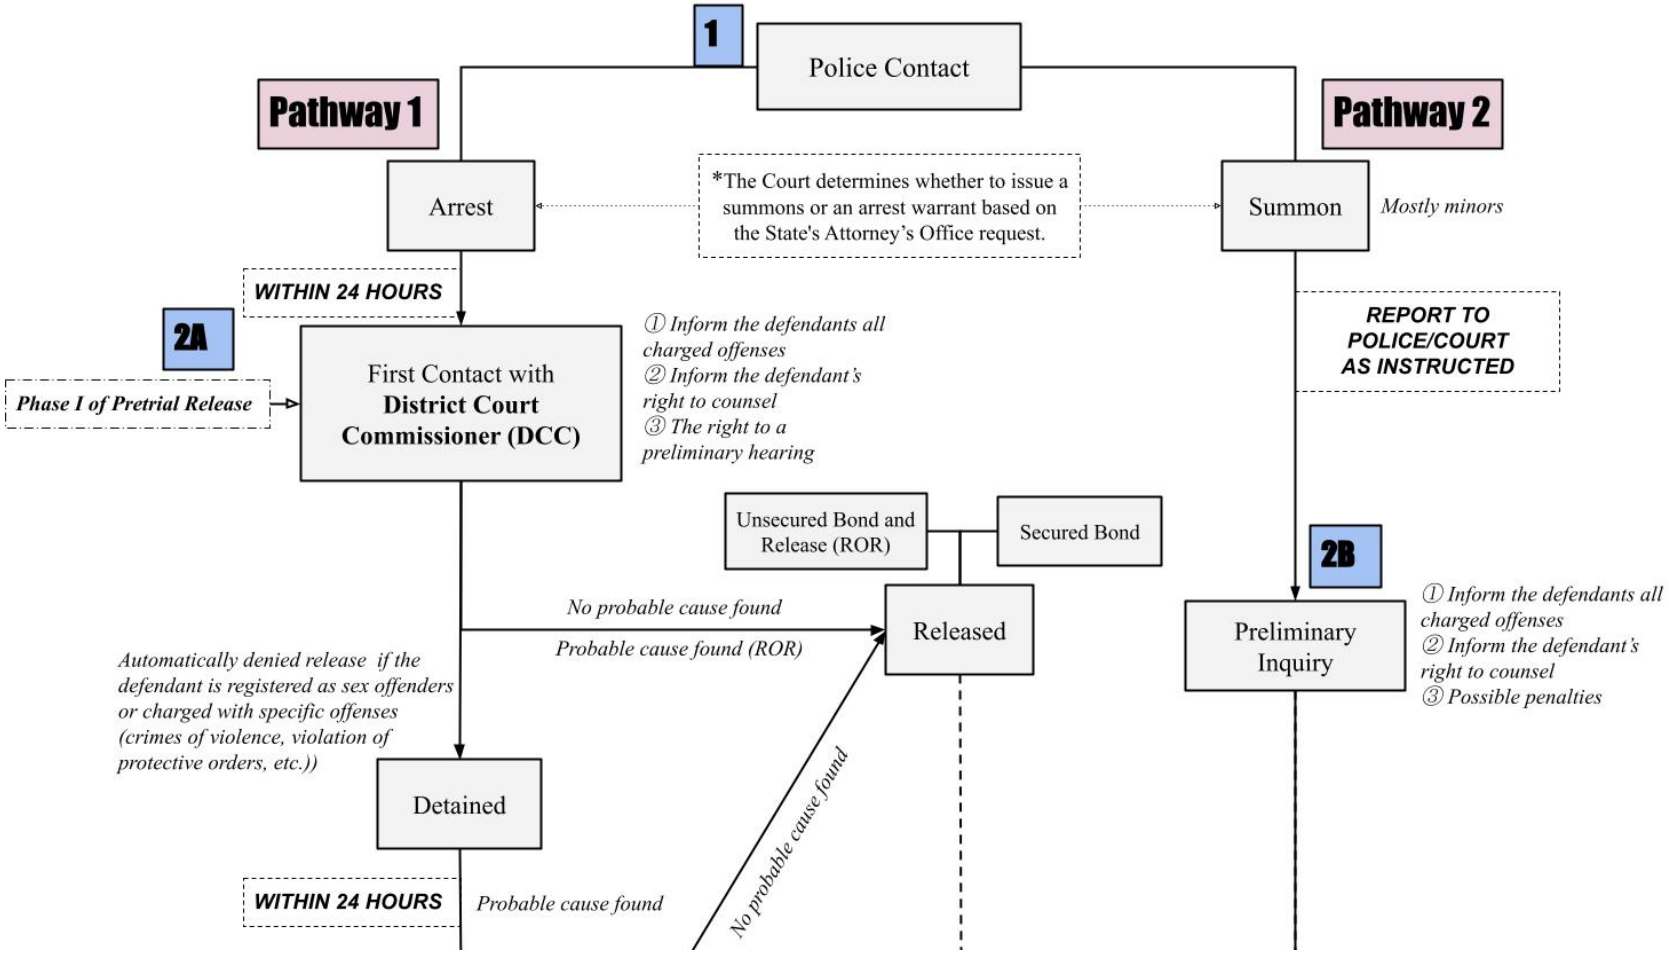 1
Police Contact
Pathway 1
Pathway 2
Arrest
*The Court determines whether to issue a
summons or an arrest warrant based on
the State's Attorney’s Office request.
Summon
Mostly minors
WITHIN 24 HOURS
REPORT TO
POLICE/COURT
AS INSTRUCTED
2A
Phase I of Pretrial Release
First Contact with
District Court
Commissioner (DCC)
① Inform the defendants all
charged offenses
② Inform the defendant’s
right to counsel
③ The right to a
preliminary hearing
Unsecured Bond and
Release (ROR)
Secured Bond
2B
No probable cause found
Probable cause found (ROR)
Released
Preliminary
Inquiry
① Inform the defendants all
charged offenses
② Inform the defendant’s
right to counsel
③ Possible penalties
Automatically denied release if the
defendant is registered as sex offenders
or charged with specific offenses
(crimes of violence, violation of
protective orders, etc.))
Detained
No probable cause found
WITHIN 24 HOURS
Probable cause found